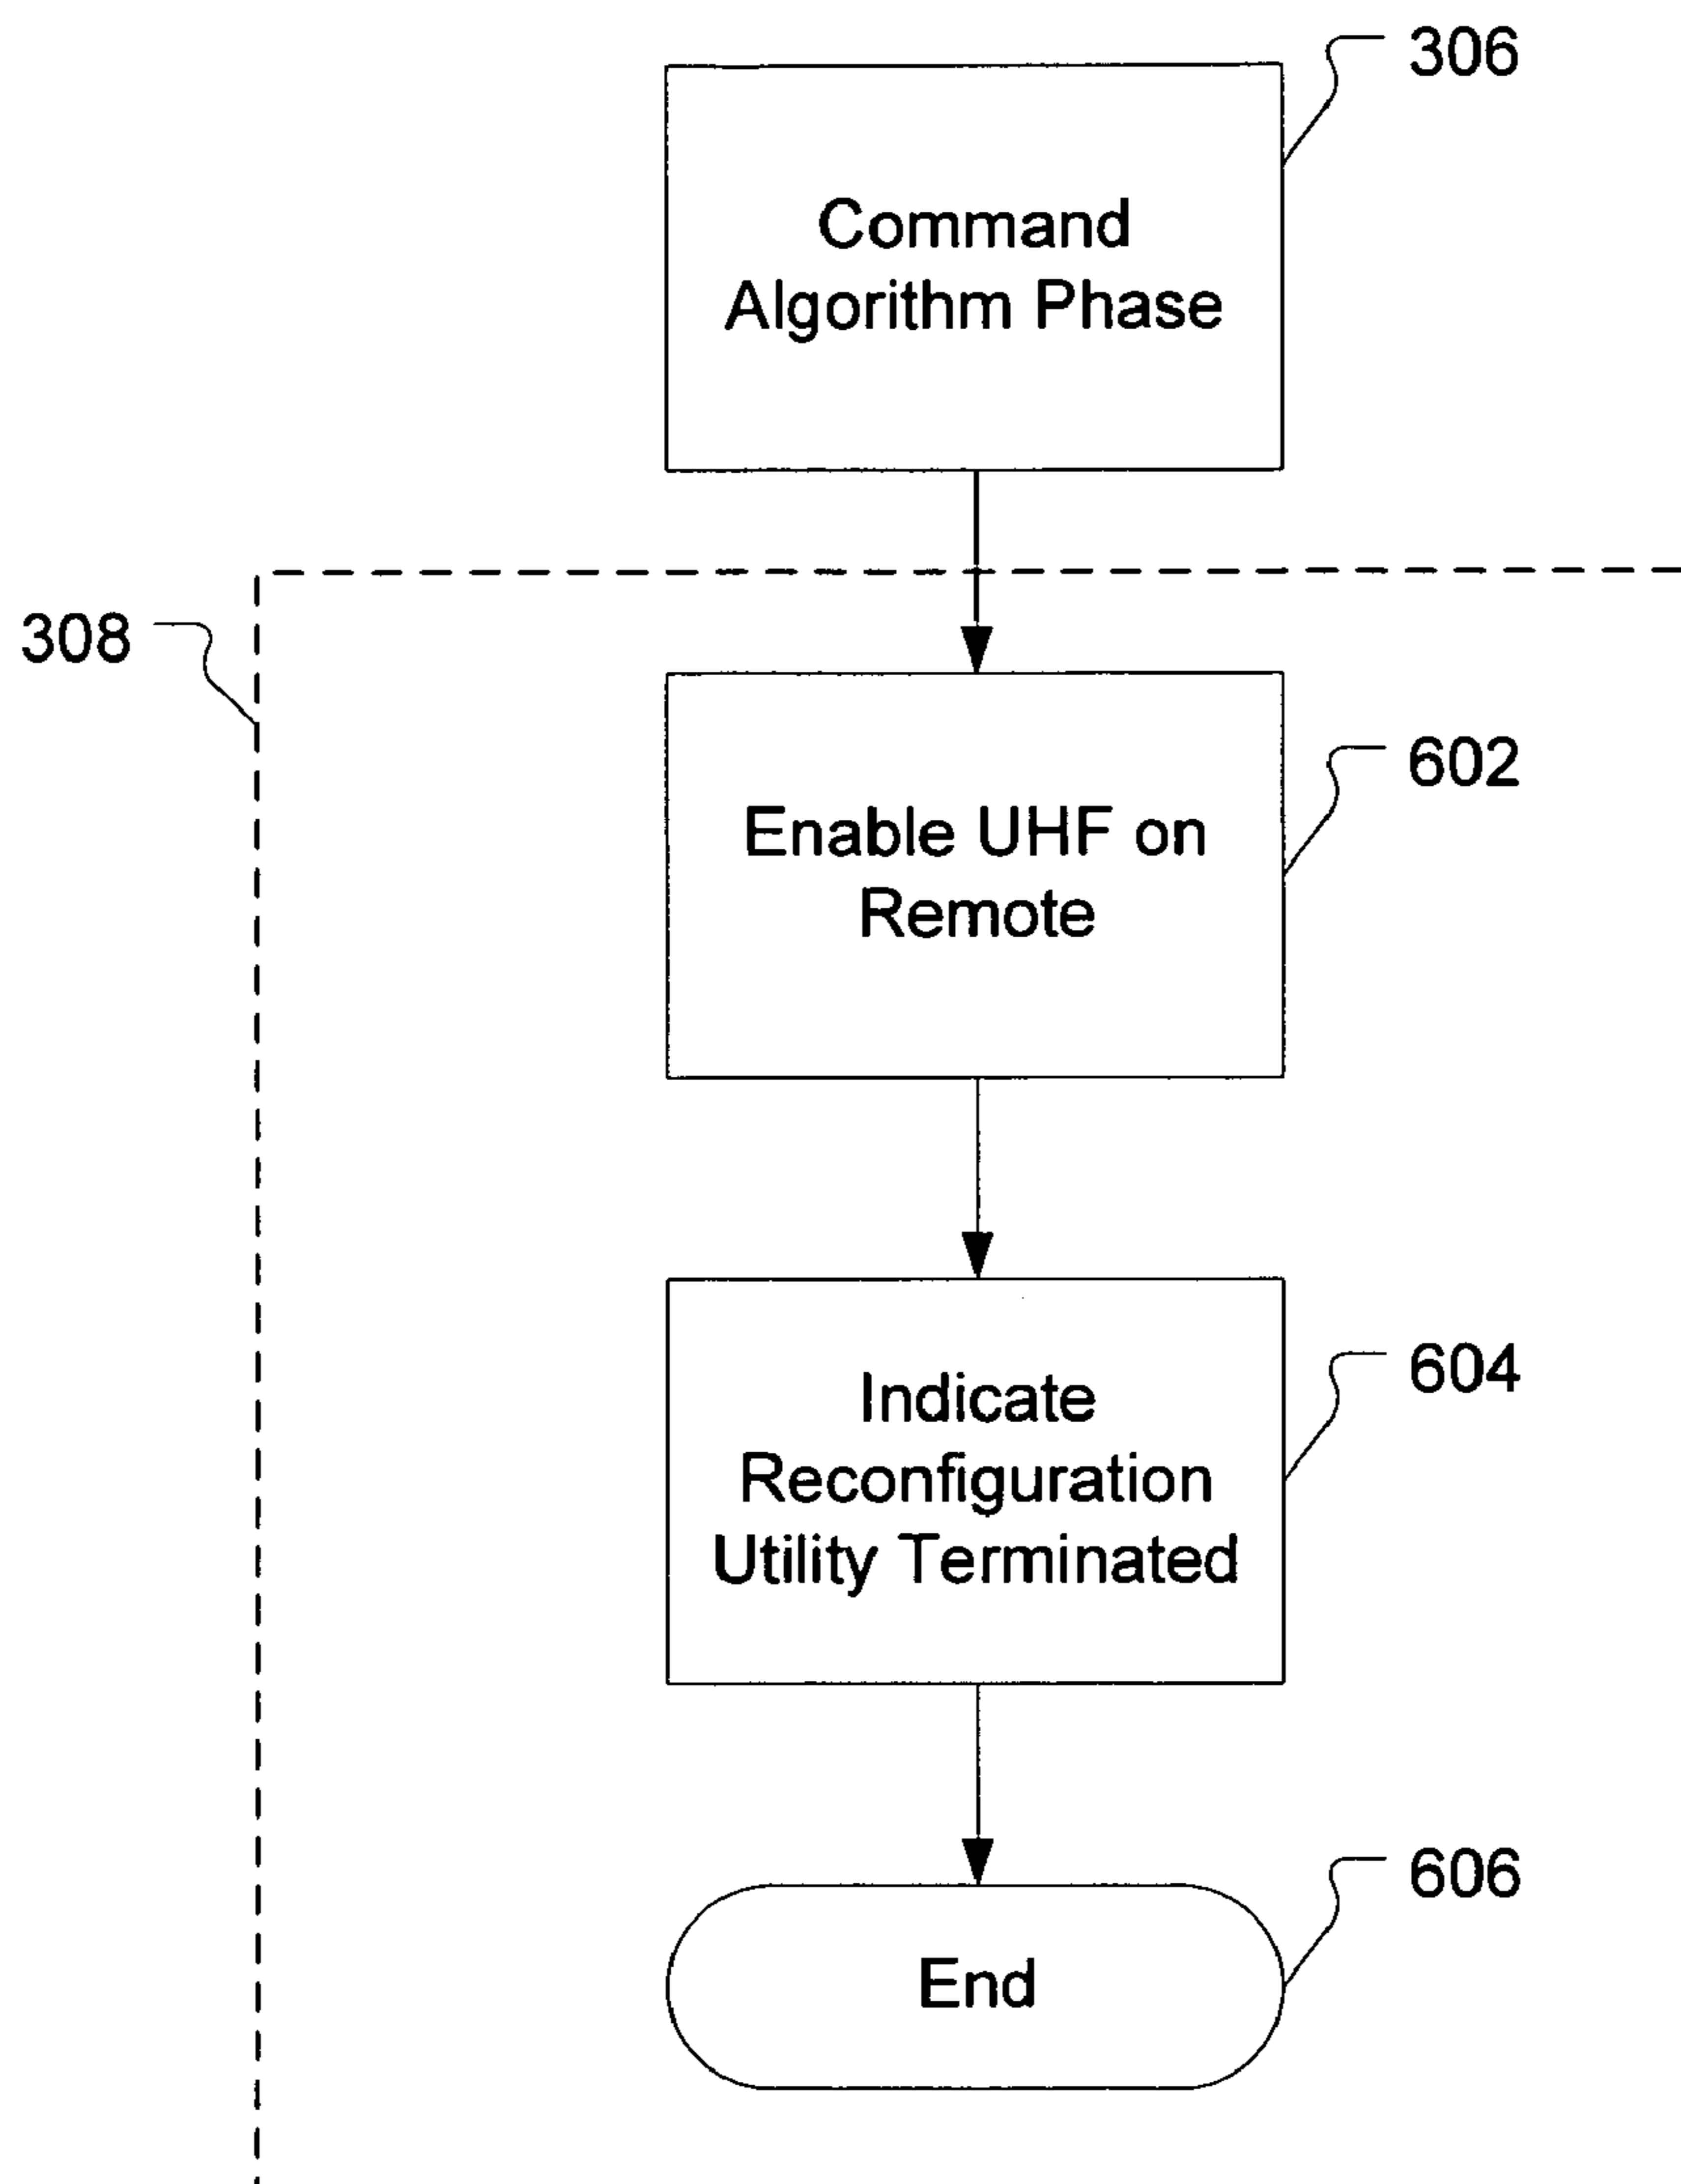 306
Command
Algorithm Phase
308
602
Enable UHF on
Remote
604
Indicate
Reconfiguration
Utility Terminated
606
End